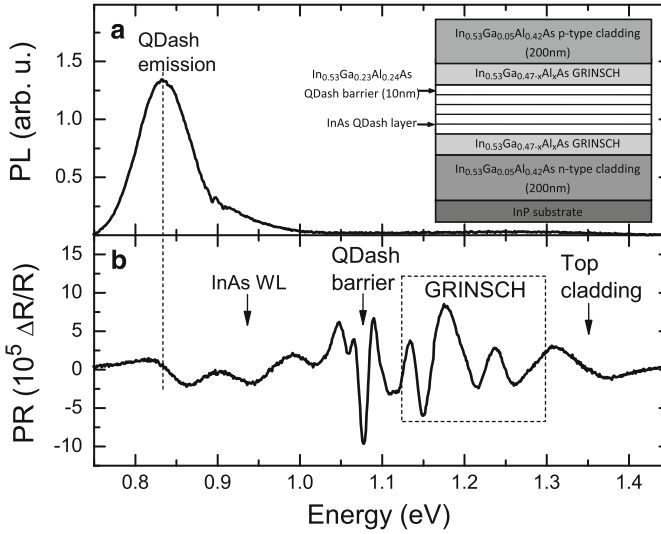 a
QDash
emission
PL (arb. u.)
1.5
1.0
0.5
In0.53Ga0.05Al0.42As p-type cladding
(200nm)
In0.53Ga0.47-xAlxAs GRINSCH
In0.53Ga0.23Al0.24As
QDash barrier (10nm)
InAs QDash layer
In0.53Ga0.47-xAlxAs GRINSCH
In0.53Ga0.05Al0.42As n-type cladding
(200nm)
InP substrate
b
InAs WL
QDash
barrier
GRINSCH
Top
cladding
PR (10⁵ ΔR/R)
15
10
5
0
-5
-10
0.8 0.9 1.0 1.1 1.2 1.3 1.4
Energy (eV)